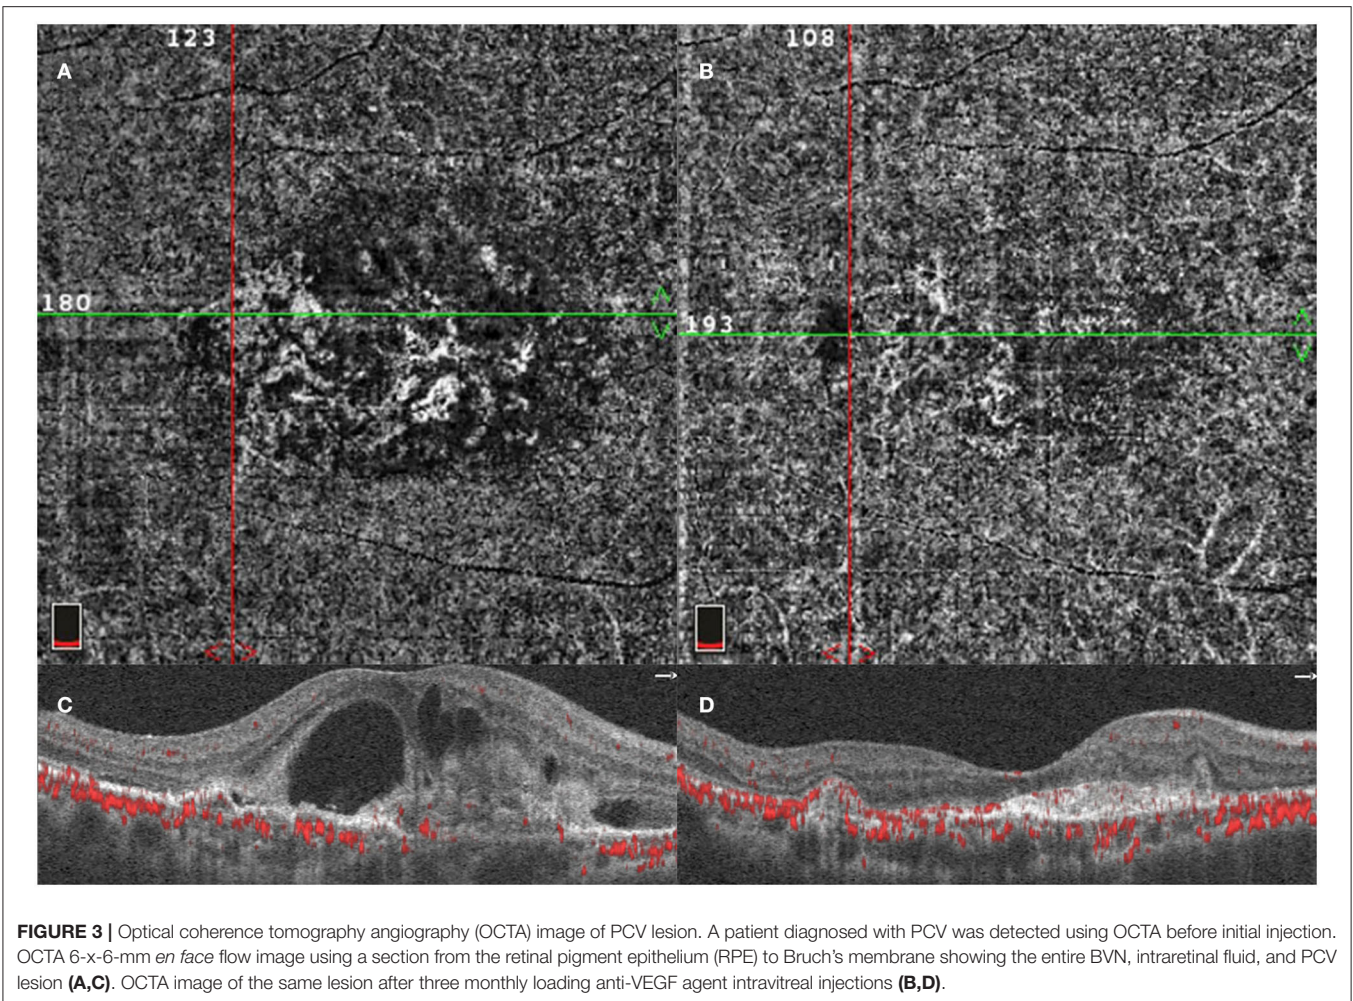 123
108
A
B
180
193
C
D
FIGURE 3 | Optical coherence tomography angiography (OCTA) image of PCV lesion. A patient diagnosed with PCV was detected using OCTA before initial injection.
OCTA 6-x-6-mm en face flow image using a section from the retinal pigment epithelium (RPE) to Bruch’s membrane showing the entire BVN, intraretinal fluid, and PCV
lesion (A,C). OCTA image of the same lesion after three monthly loading anti-VEGF agent intravitreal injections (B,D).